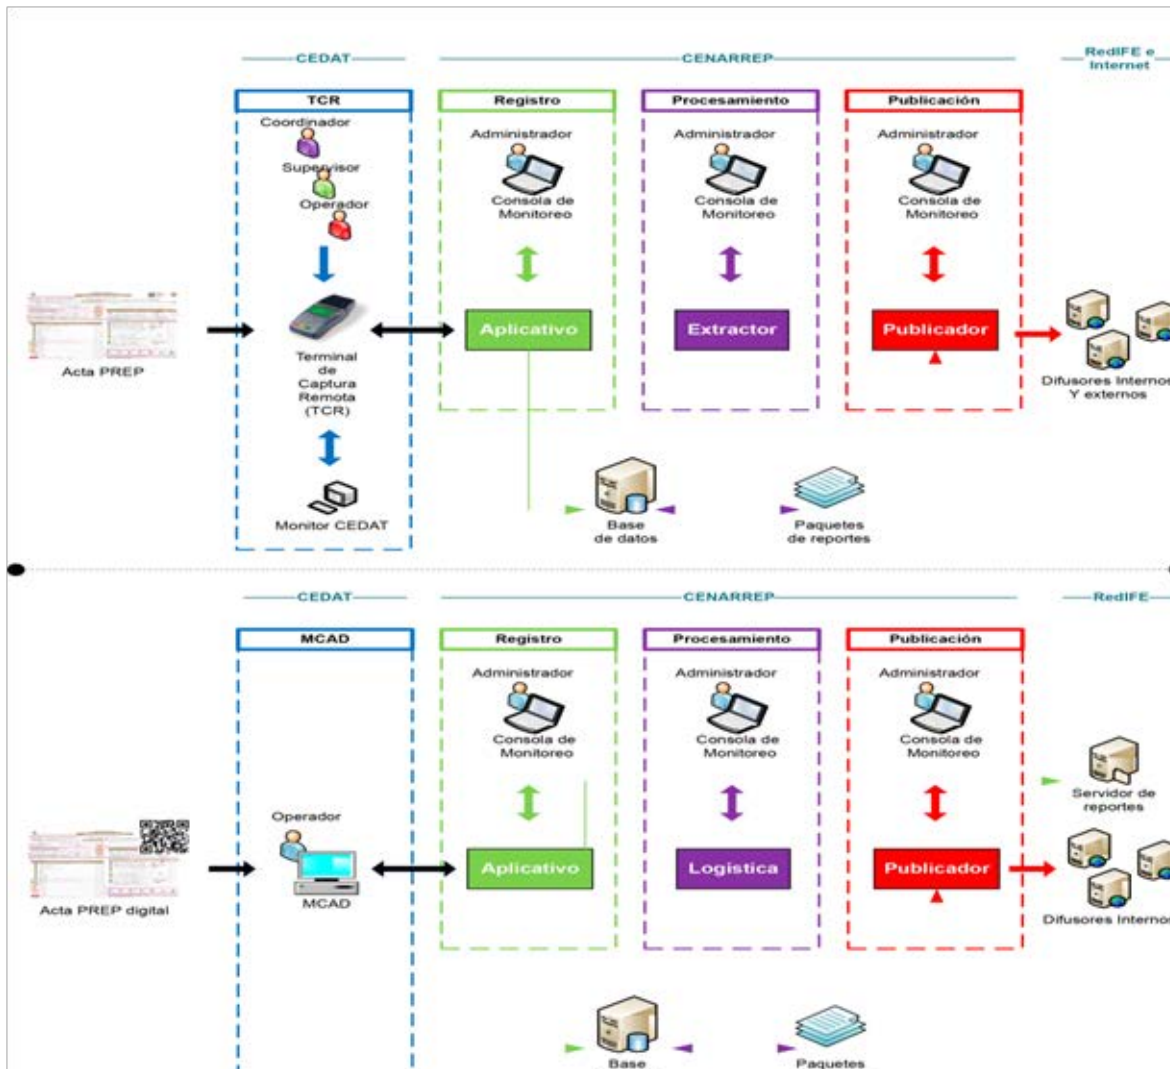 CEDAT
CENARREP
RedIFE e
Internet
TCR
Registro
Procesamiento
Publicación
Coordinador
Supervisor
Operador
Administrador
Consola de
Monitoreo
Administrador
Consola de
Monitoreo
Administrador
Consola de
Monitoreo
Acta PREP
Terminal
de
Captura
Remota
(TCR)
Aplicativo
Extractor
Publicador
Difusores Internos
Y externos
Monitor CEDAT
Base
de datos
Paquetes
de reportes
CEDAT
CENARREP
RedIFE
MCAD
Registro
Procesamiento
Publicación
Administrador
Consola de
Monitoreo
Administrador
Consola de
Monitoreo
Administrador
Consola de
Monitoreo
Servidor de
reportes
Acta PREP digital
Operador
MCAD
Aplicativo
Logística
Publicador
Difusores Internos
Base
Paquetes